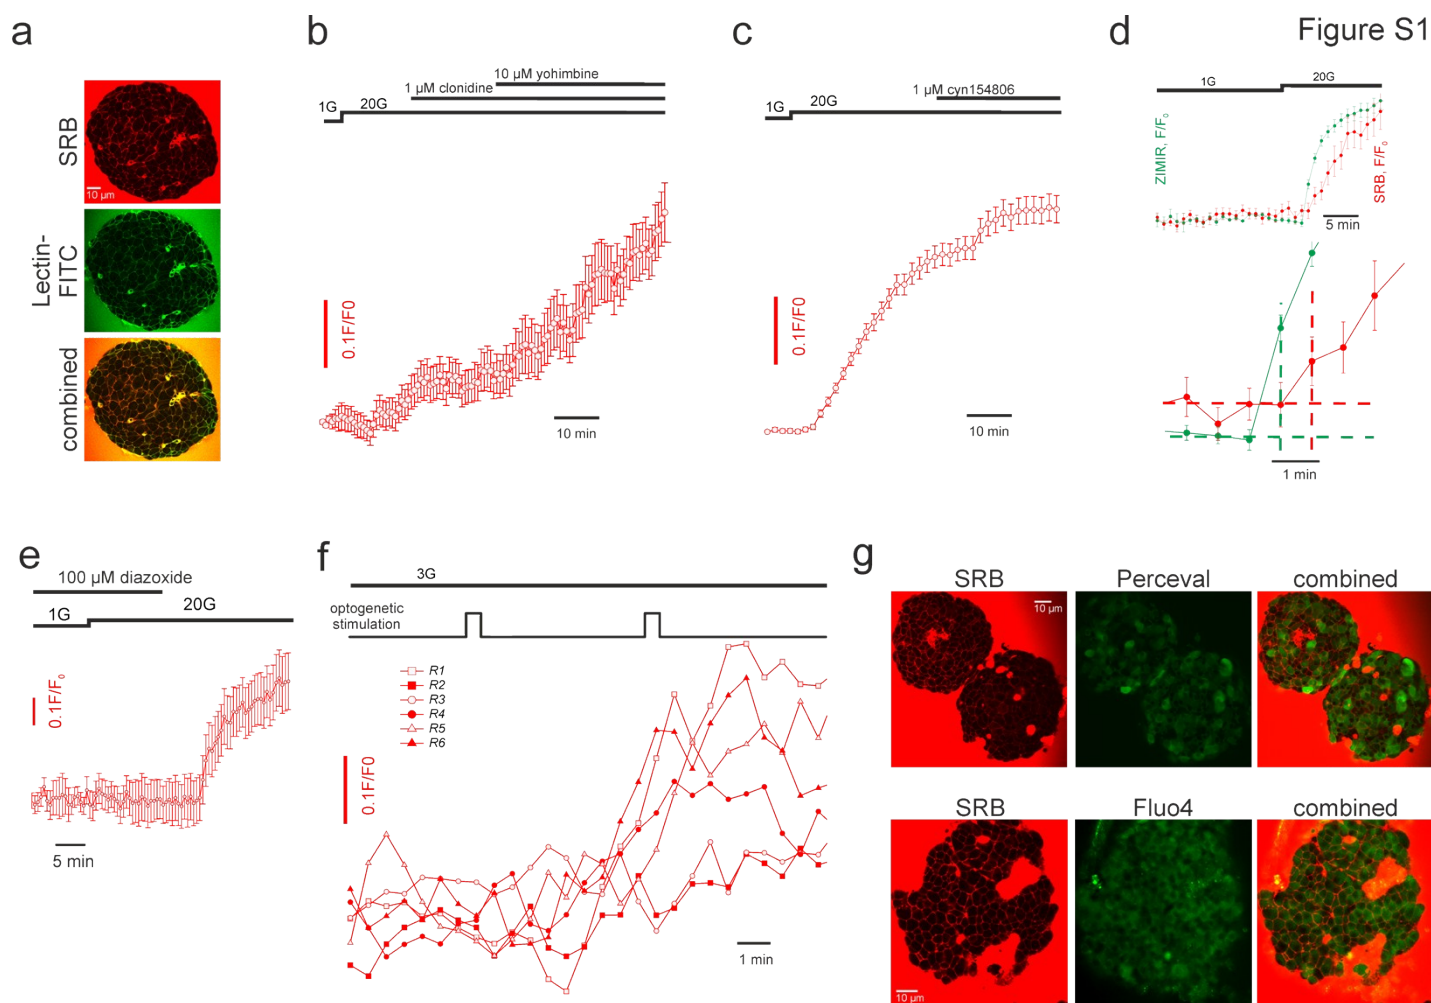 Figure S1
a
SRB
10 µm
Lectin-
FITC
combined
b
10 µM yohimbine
1 µM clonidine
1G
20G
0.1F/F0
10 min
c
1 µM cyn154806
1G
20G
0.1F/F0
10 min
d
1G
20G
ZIMIR, F/F₀
SRB, F/F₀
5 min
1 min
e
100 µM diazoxide
1G
20G
0.1F/F₀
5 min
f
3G
optogenetic
stimulation
R1
R2
R3
R4
R5
R6
0.1F/F0
1 min
g
SRB
Perceval
combined
10 µm
SRB
Fluo4
combined
10 µm